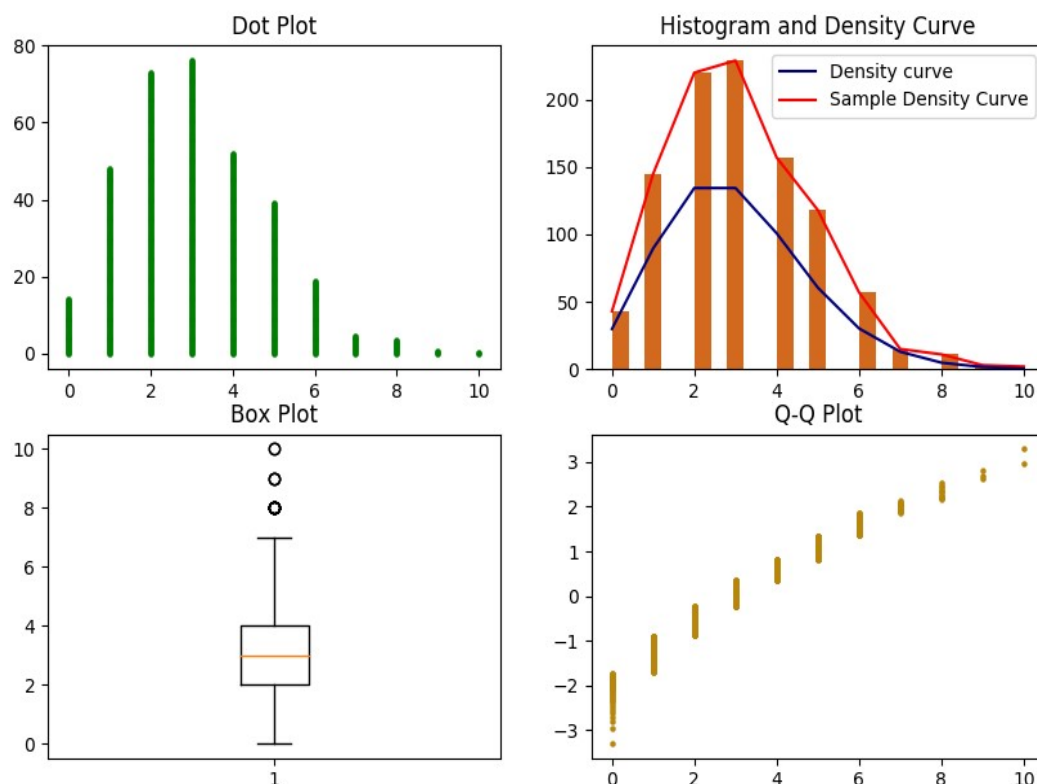 Dot Plot
80
60
40
20
0
0 2 4 6 8 10
Histogram and Density Curve
Density curve
Sample Density Curve
200
150
100
50
0
0 2 4 6 8 10
Box Plot
10
8
6
4
2
0
1
Q-Q Plot
3
2
1
0
−1
−2
−3
0 2 4 6 8 10